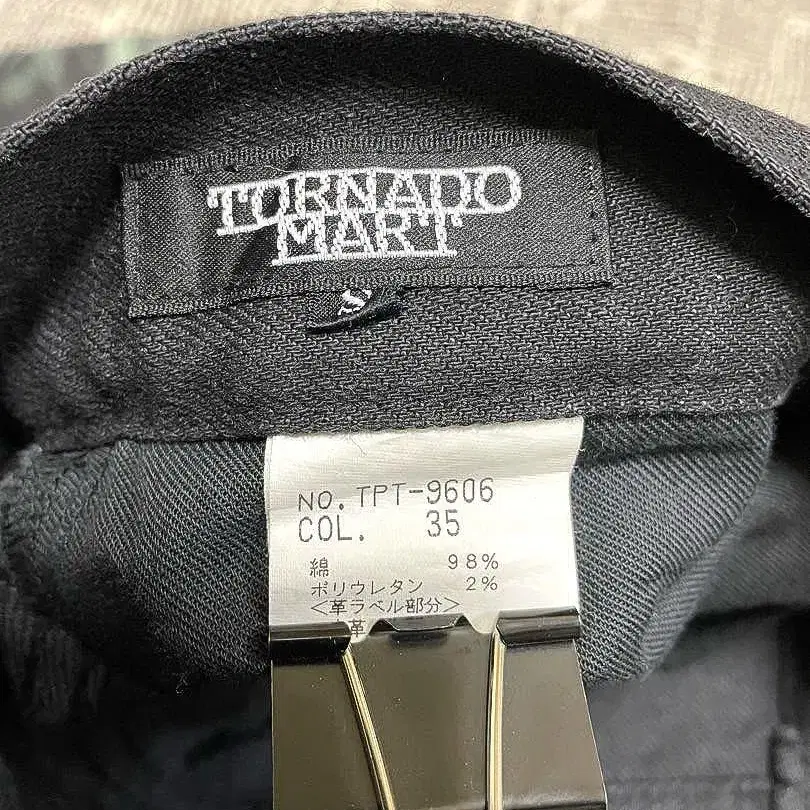 TORNADO
MART
NO. TPT-9606
COL. 35
綿 98%
ポリウレタン 2%
<革ラベル部分>
革